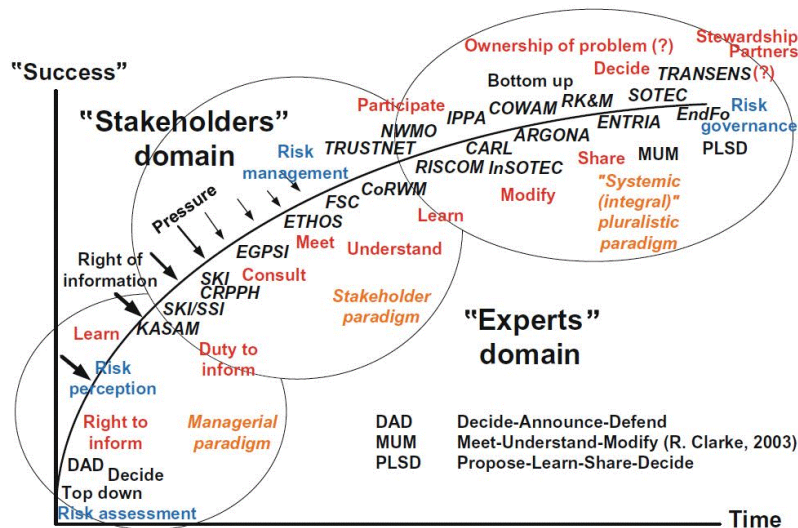 Ownership of problem (?)
Stewardship
Partners
(?)
"Success"
Decide
TRANSENS
Bottom up
SOTEC
Participate
RK&M
COWAM
EndFo
Risk
governance
IPPA
"Stakeholders"
domain
NWMO
ENTRIA
ARGONA
TRUSTNET
CARL
PLSD
MUM
Risk
management
Share
RISCOM
InSOTEC
"Systemic
(integral)"
pluralistic
paradigm
CoRWM
Modify
FSC
Pressure
Learn
ETHOS
Meet
Understand
EGPSI
Right of
information
SKI
CRPPH
Consult
Stakeholder
paradigm
SKI/SSI
KASAM
"Experts"
domain
Learn
Duty to
inform
Risk
perception
Right to
inform
Managerial
paradigm
DAD Decide-Announce-Defend
MUM Meet-Understand-Modify (R. Clarke, 2003)
PLSD Propose-Learn-Share-Decide
DAD
Decide
Top down
Risk assessment
Time